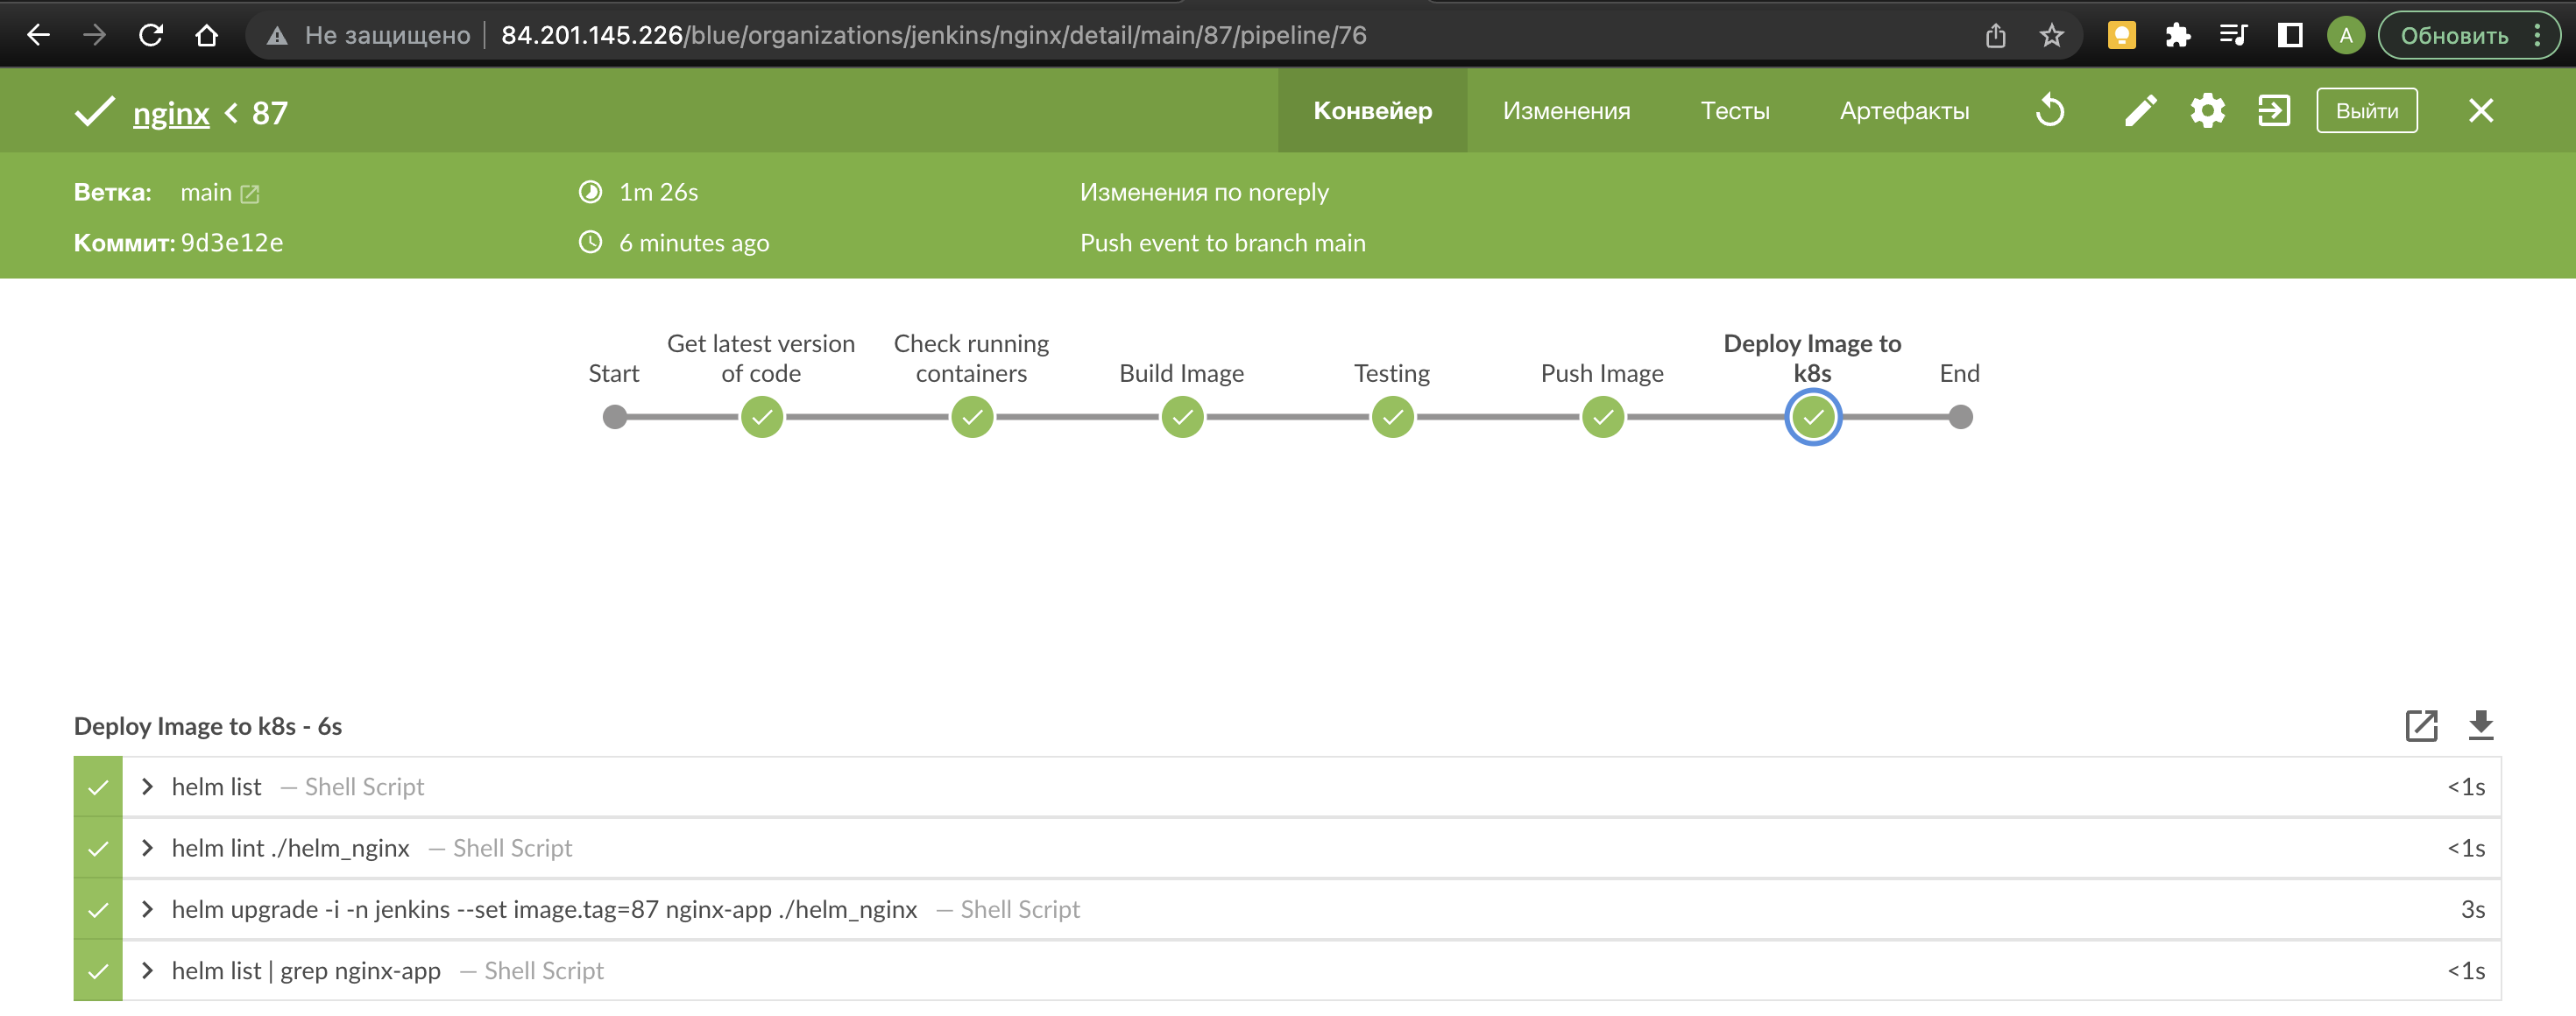 Не защищено 84.201.145.226/blue/organizations/jenkins/nginx/detail/main/87/pipeline/76 A Обновить
nginx < 87 Конвейер Изменения Тесты Артефакты Выйти
Ветка: main 1m 26s Изменения по noreply
Коммит: 9d3e12e 6 minutes ago Push event to branch main
Start
Get latest version
of code
Check running
containers
Build Image
Testing
Push Image
Deploy Image to
k8s
End
Deploy Image to k8s - 6s
helm list — Shell Script <1s
helm lint ./helm_nginx — Shell Script <1s
helm upgrade -i -n jenkins --set image.tag=87 nginx-app ./helm_nginx — Shell Script 3s
helm list | grep nginx-app — Shell Script <1s